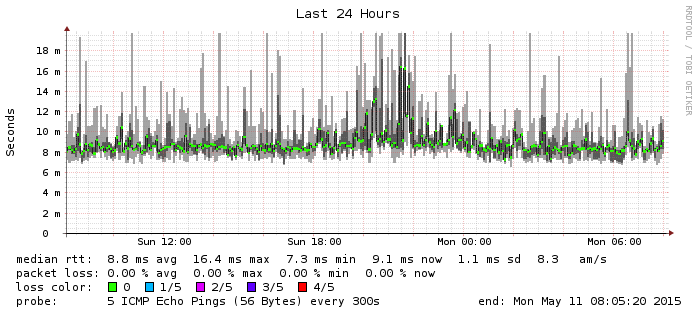 Last 24 Hours
RRDTOOL / TOBI OETIKER
Seconds
18 m
16 m
14 m
12 m
10 m
8 m
6 m
4 m
2 m
0
Sun 12:00 Sun 18:00 Mon 00:00 Mon 06:00
median rtt: 8.8 ms avg 16.4 ms max 7.3 ms min 9.1 ms now 1.1 ms sd 8.3 am/s
packet loss: 0.00 % avg 0.00 % max 0.00 % min 0.00 % now
loss color: 0 1/5 2/5 3/5 4/5
probe: 5 ICMP Echo Pings (56 Bytes) every 300s end: Mon May 11 08:05:20 2015